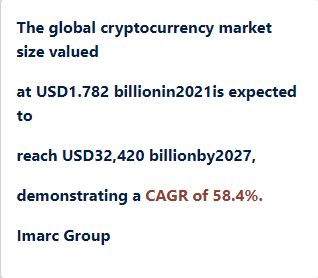 The global cryptocurrency market
size valued
at USD1.782 billionin2021is expected
to
reach USD32,420 billionby2027,
demonstrating a CAGR of 58.4%.
Imarc Group